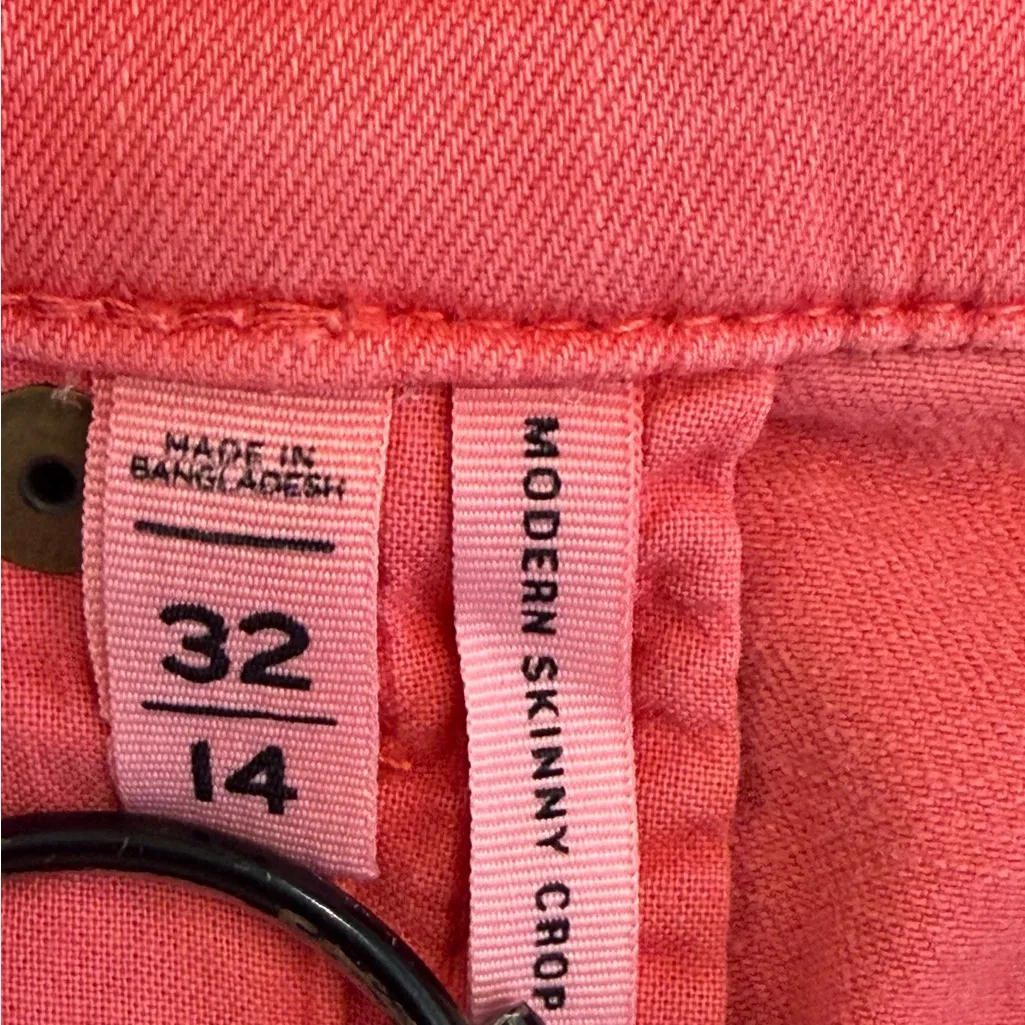 MADE IN
BANGLADESH
32
14
MODERN SKINNY CROP